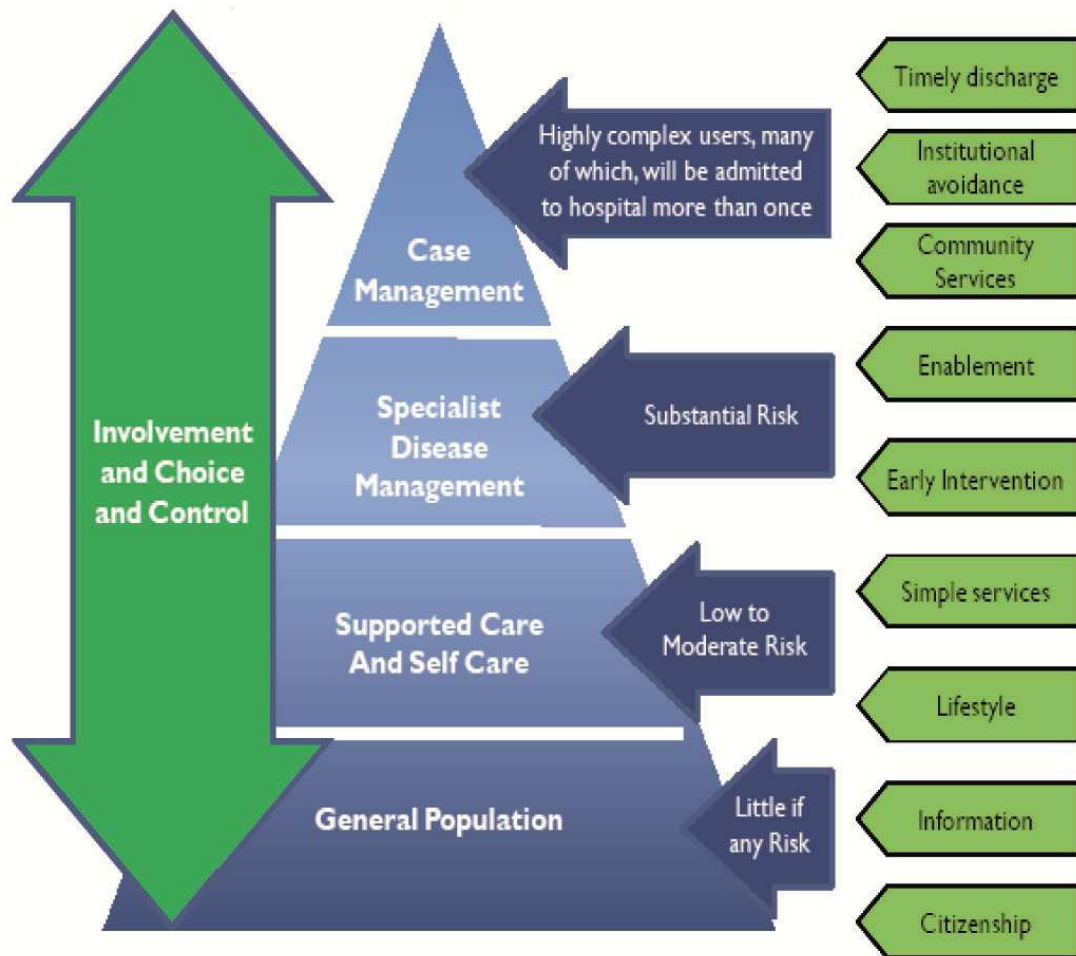 Involvement
and Choice
and Control
Case
Management
Specialist
Disease
Management
Supported Care
And Self Care
General Population
Highly complex users, many
of which, will be admitted
to hospital more than once
Substantial Risk
Low to
Moderate Risk
Little if
any Risk
Timely discharge
Institutional
avoidance
Community
Services
Enablement
Early Intervention
Simple services
Lifestyle
Information
Citizenship